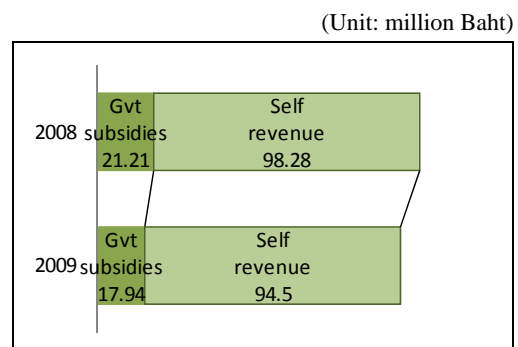 (Unit: million Baht)
2008
Gvt
subsidies
21.21
Self
revenue
98.28
2009
Gvt
subsidies
17.94
Self
revenue
94.5